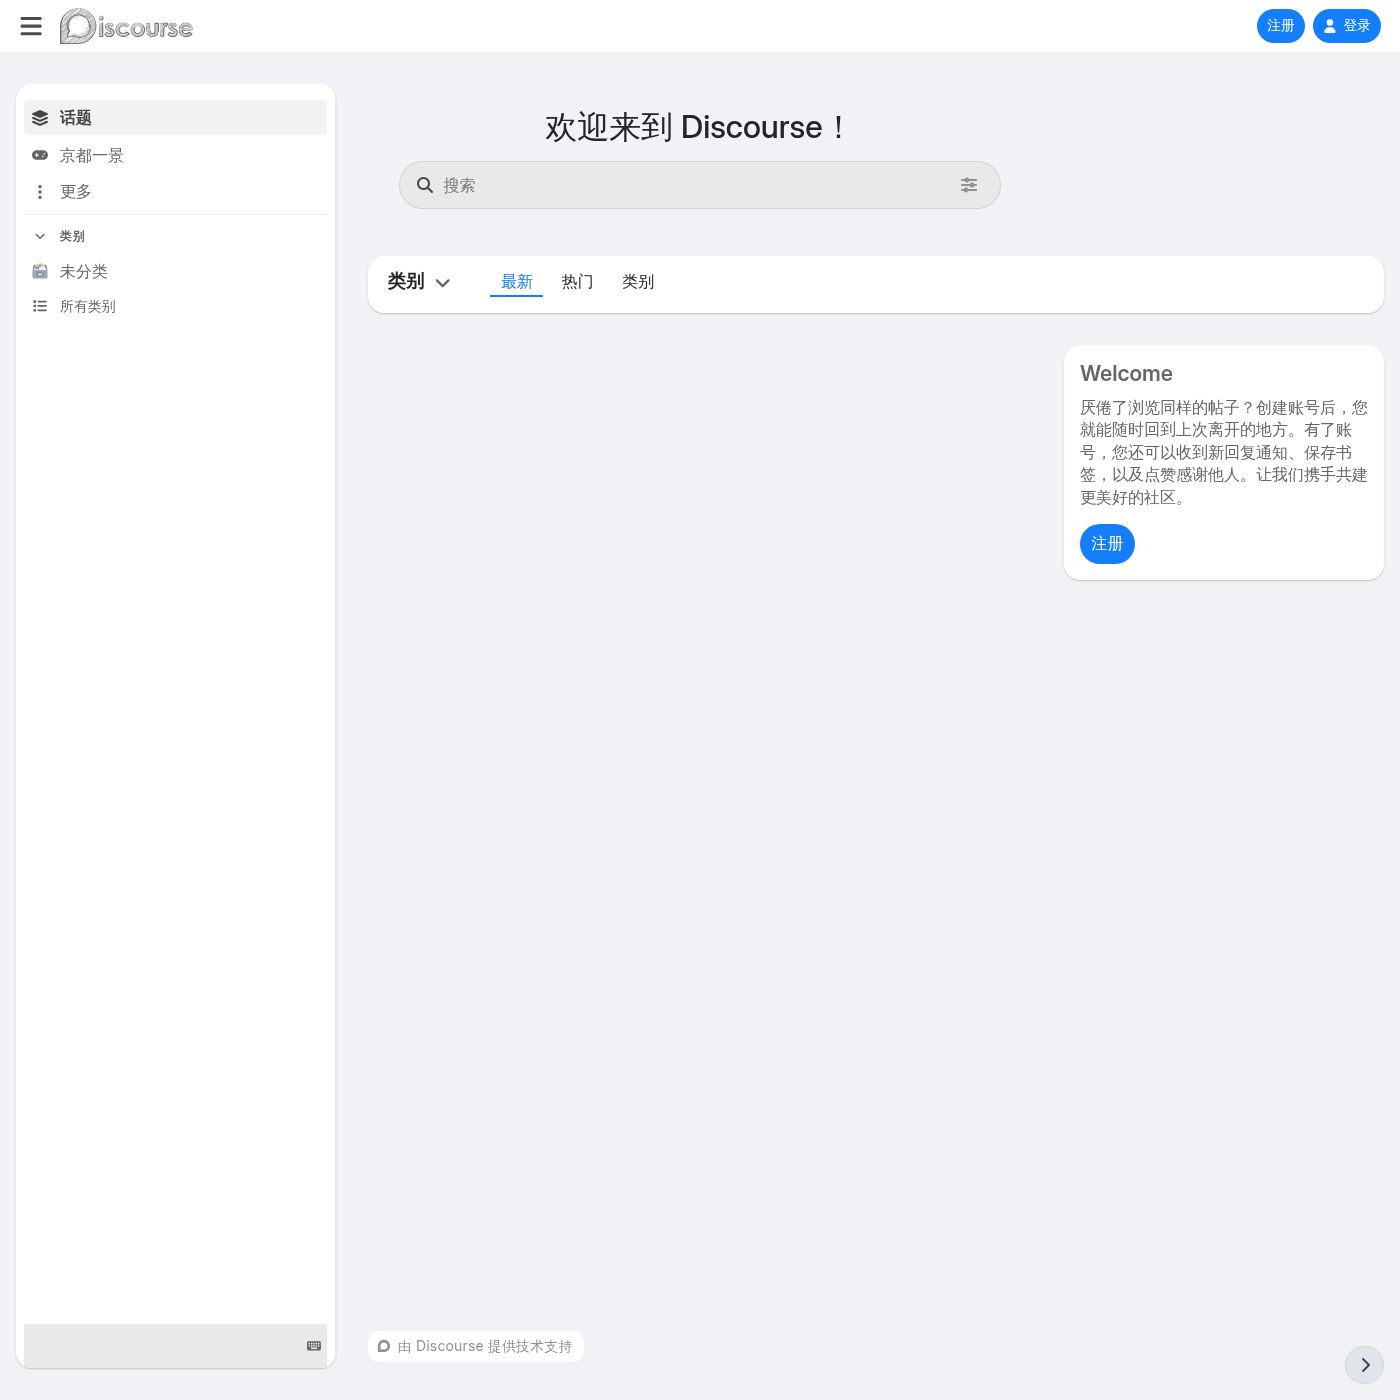 Discourse
注册
登录
话题
京都一景
更多
类别
未分类
所有类别
欢迎来到 Discourse！
搜索
类别
最新
热门
类别
Welcome
厌倦了浏览同样的帖子？创建账号后，您
就能随时回到上次离开的地方。有了账
号，您还可以收到新回复通知、保存书
签，以及点赞感谢他人。让我们携手共建
更美好的社区。
注册
由 Discourse 提供技术支持